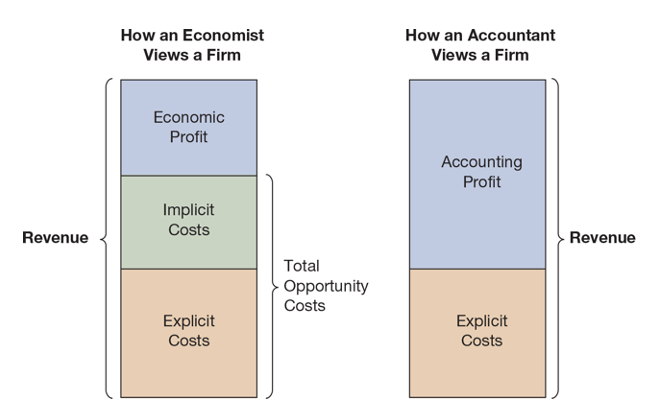 How an Economist
Views a Firm
Economic
Profit
Implicit
Costs
Explicit
Costs
Revenue
Total
Opportunity
Costs
How an Accountant
Views a Firm
Accounting
Profit
Explicit
Costs
Revenue